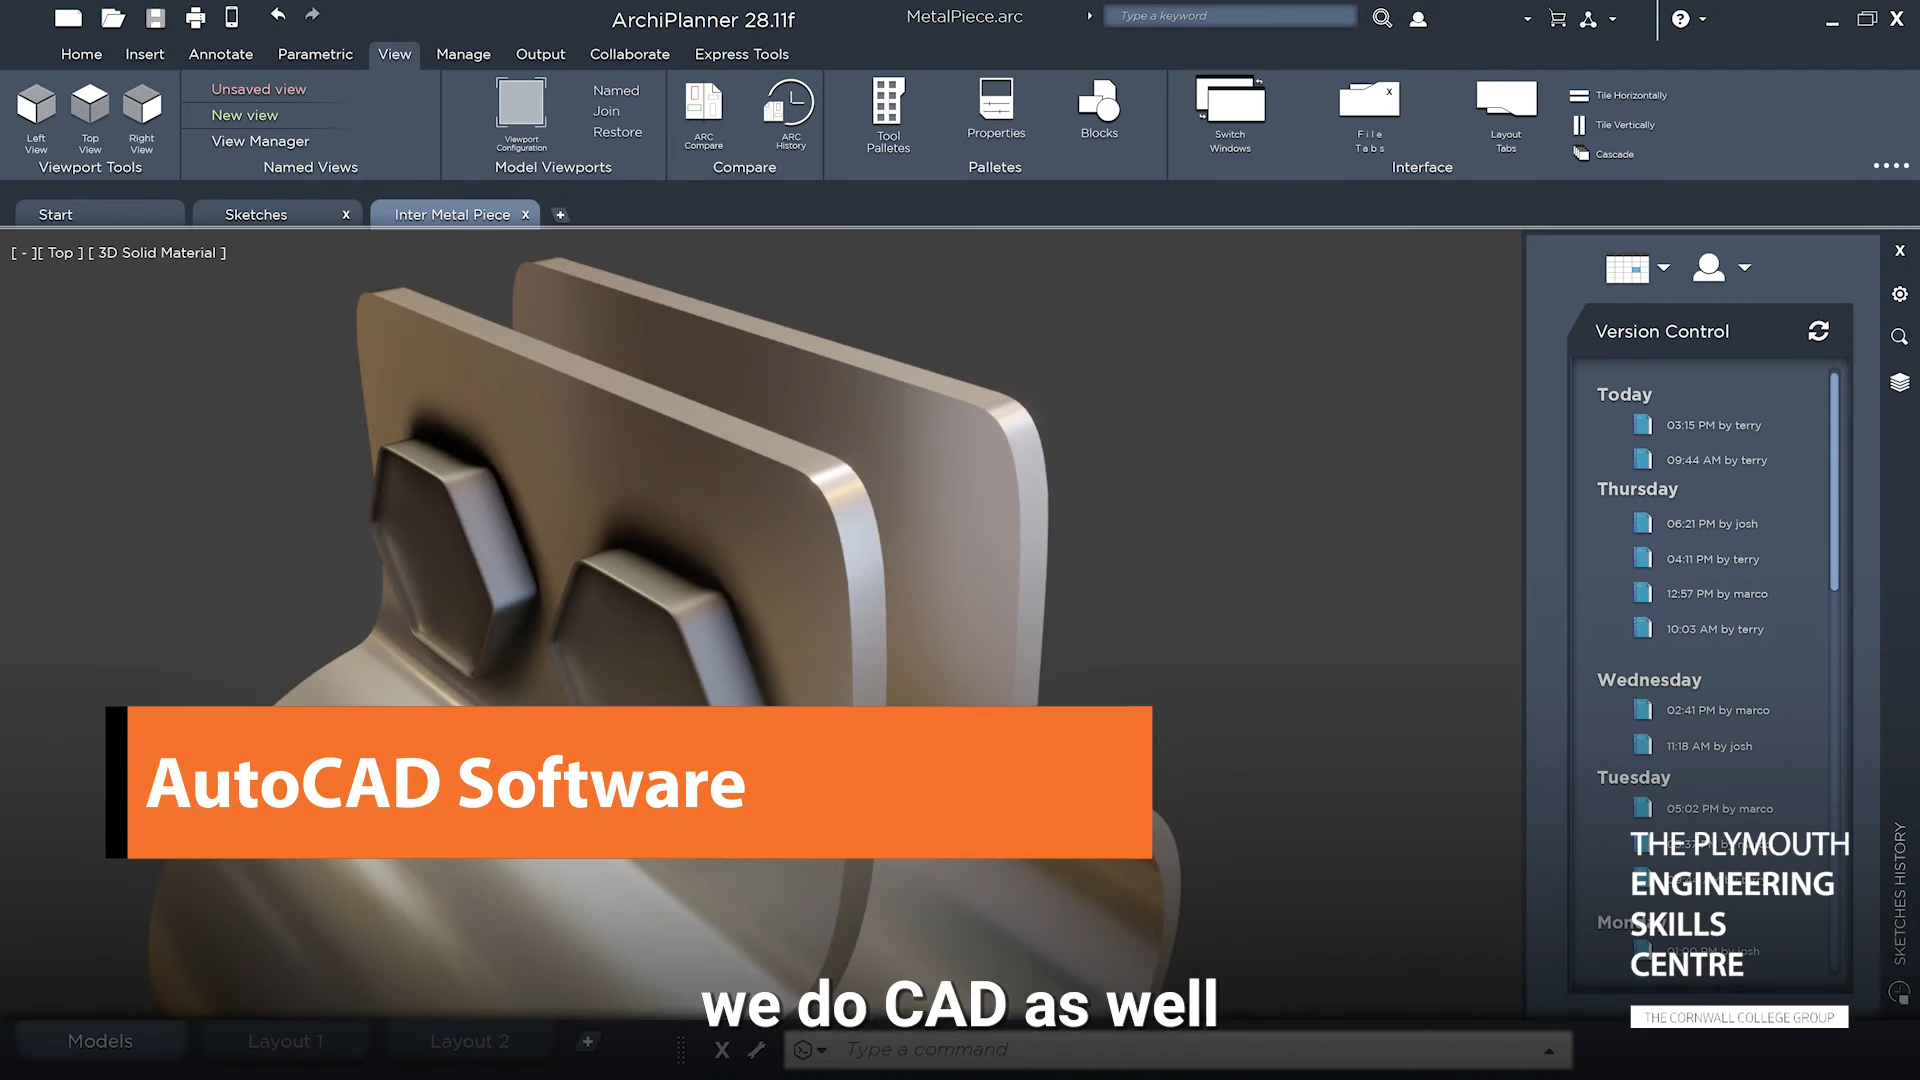 ArchiPlanner 28.11f
MetalPiece.arc
Type a keyword
?
Home Insert Annotate Parametric View Manage Output Collaborate Express Tools
Left View
Top View
Right View
Viewport Tools
Unsaved view
New view
View Manager
Named Views
Viewport Configuration
Named
Join
Restore
Model Viewports
ARC Compare
ARC History
Compare
Tool Palletes
Properties
Blocks
Palletes
Switch Windows
File Tabs
Layout Tabs
Tile Horizontally
Tile Vertically
Cascade
Interface
Start
Sketches x
Inter Metal Piece x
[ - ][ Top ] [ 3D Solid Material ]
Version Control
Today
03:15 PM by terry
09:44 AM by terry
Thursday
06:21 PM by josh
04:11 PM by terry
12:57 PM by marco
10:03 AM by terry
Wednesday
02:41 PM by marco
11:18 AM by josh
Tuesday
05:02 PM by marco
Monday
01:00 PM by josh
SKETCHES HISTORY
AutoCAD Software
THE PLYMOUTH
ENGINEERING
SKILLS
CENTRE
THE CORNWALL COLLEGE GROUP
we do CAD as well
Models
Layout 1
Layout 2
Type a command